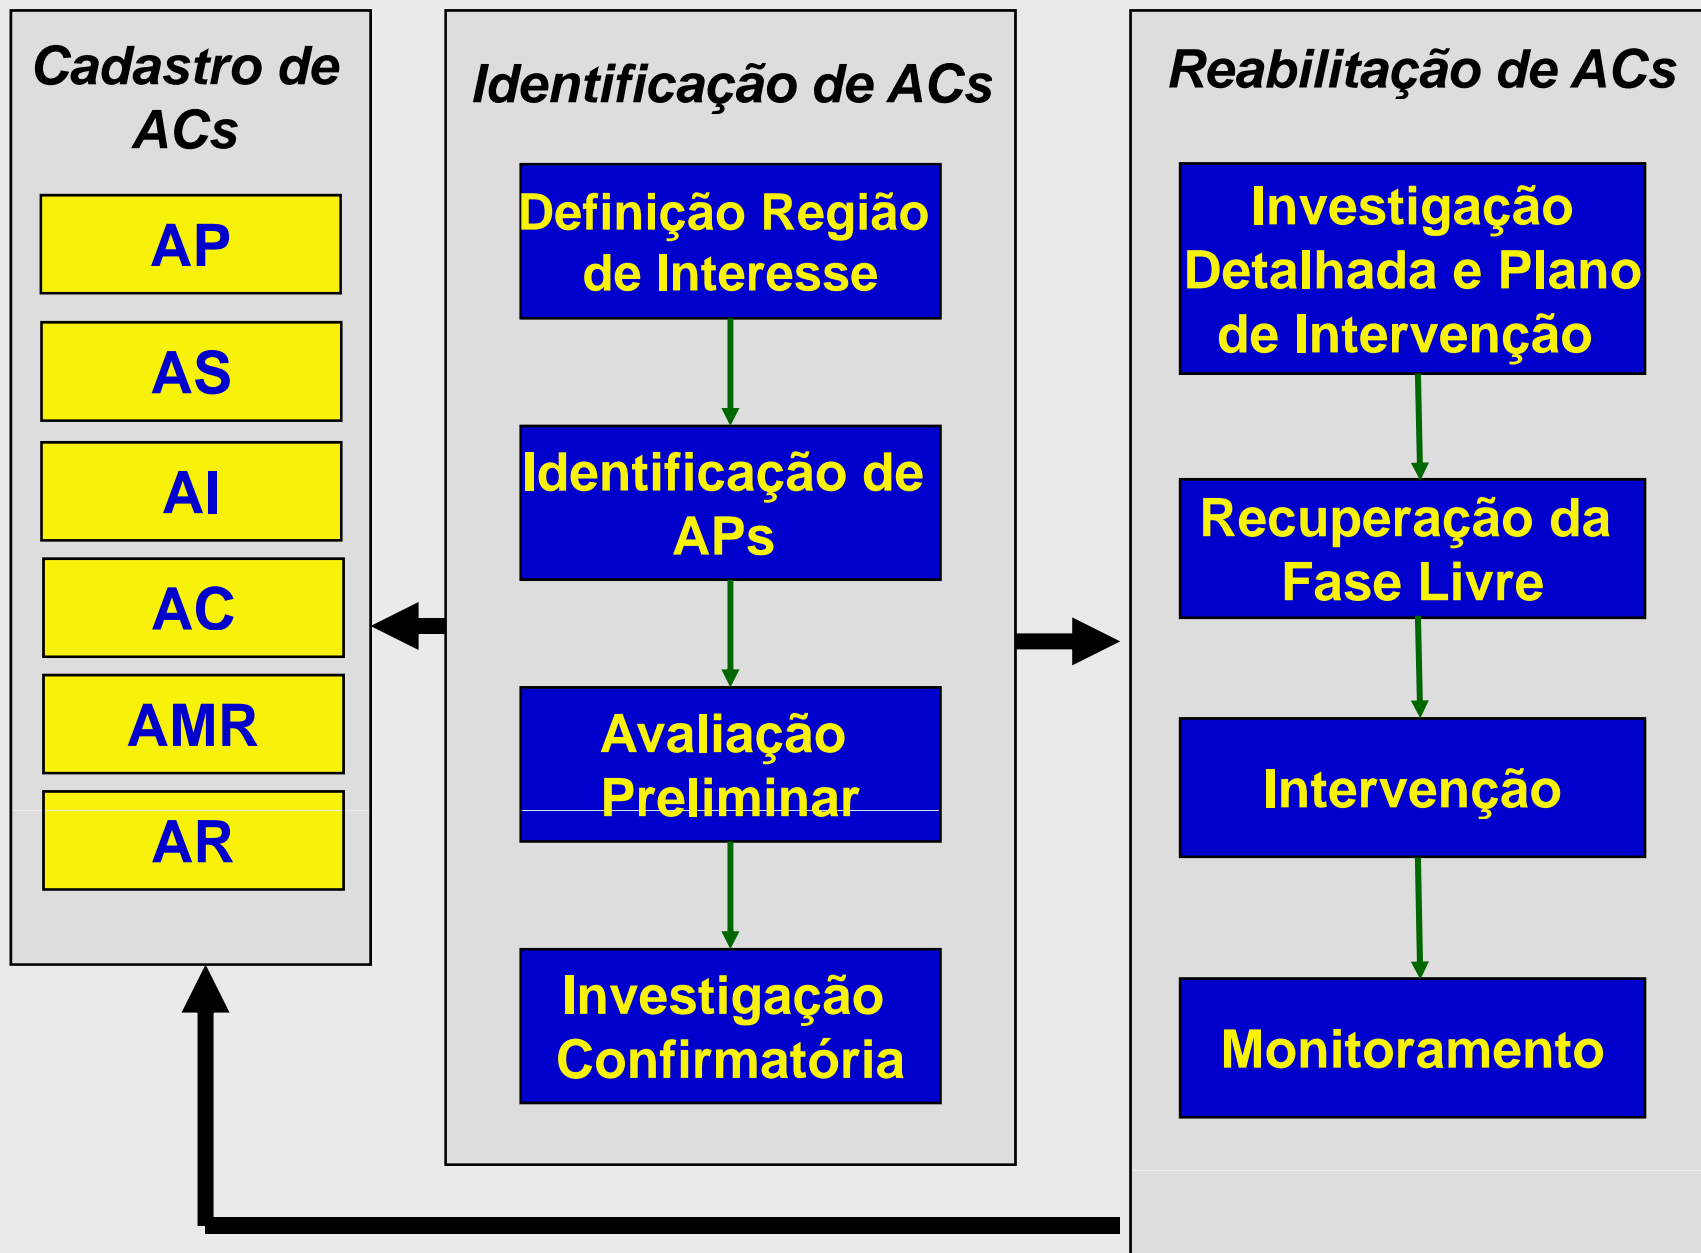 Cadastro de
ACs
AP
AS
AI
AC
AMR
AR
Identificação de ACs
Definição Região
de Interesse
Identificação de
APs
Avaliação
Preliminar
Investigação
Confirmatória
Reabilitação de ACs
Investigação
Detalhada e Plano
de Intervenção
Recuperação da
Fase Livre
Intervenção
Monitoramento